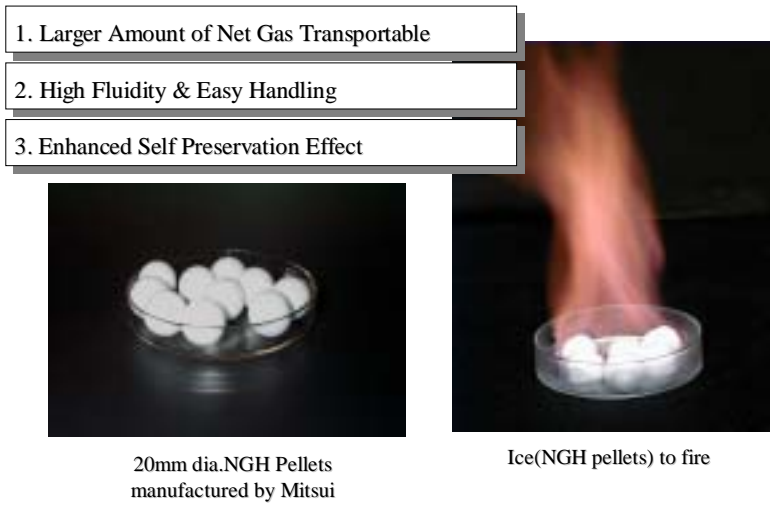 1. Larger Amount of Net Gas Transportable
2. High Fluidity & Easy Handling
3. Enhanced Self Preservation Effect
20mm dia.NGH Pellets
manufactured by Mitsui
Ice(NGH pellets) to fire